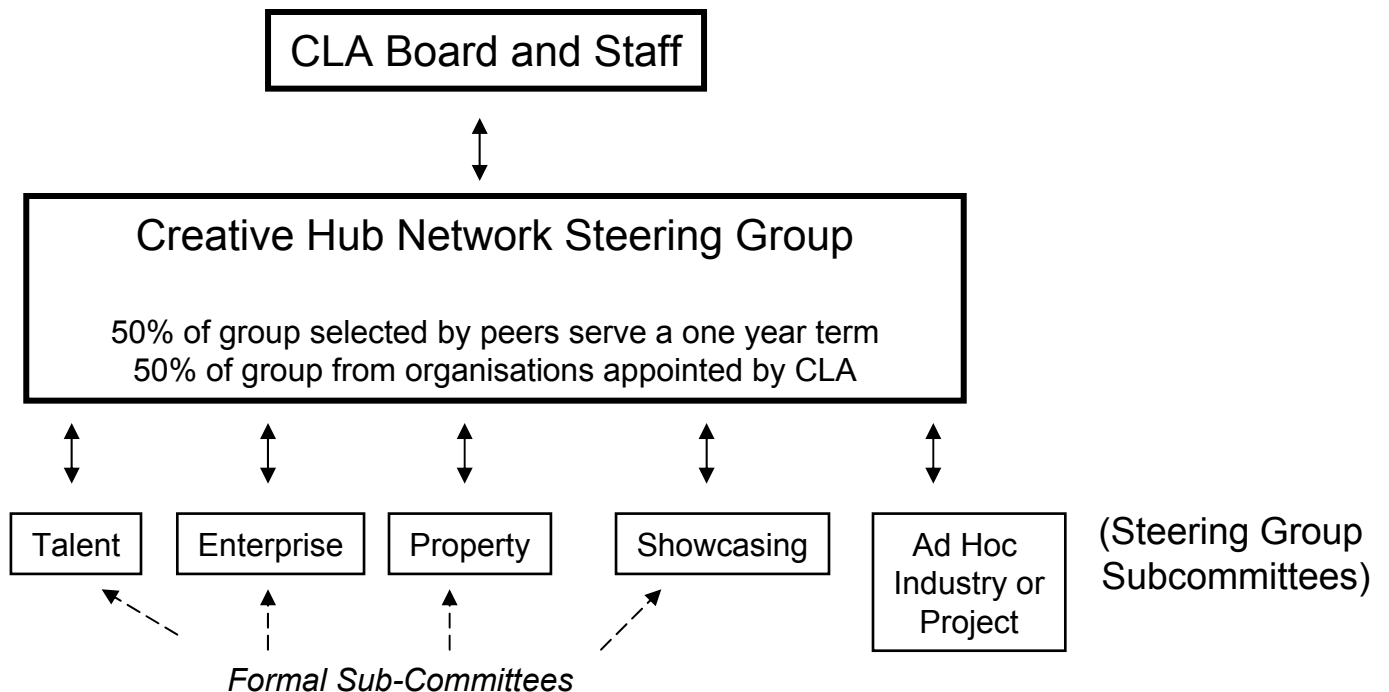 CLA Board and Staff
Creative Hub Network Steering Group
50% of group selected by peers serve a one year term
50% of group from organisations appointed by CLA
Talent
Enterprise
Property
Showcasing
Ad Hoc
Industry or
Project
(Steering Group
Subcommittees)
Formal Sub-Committees